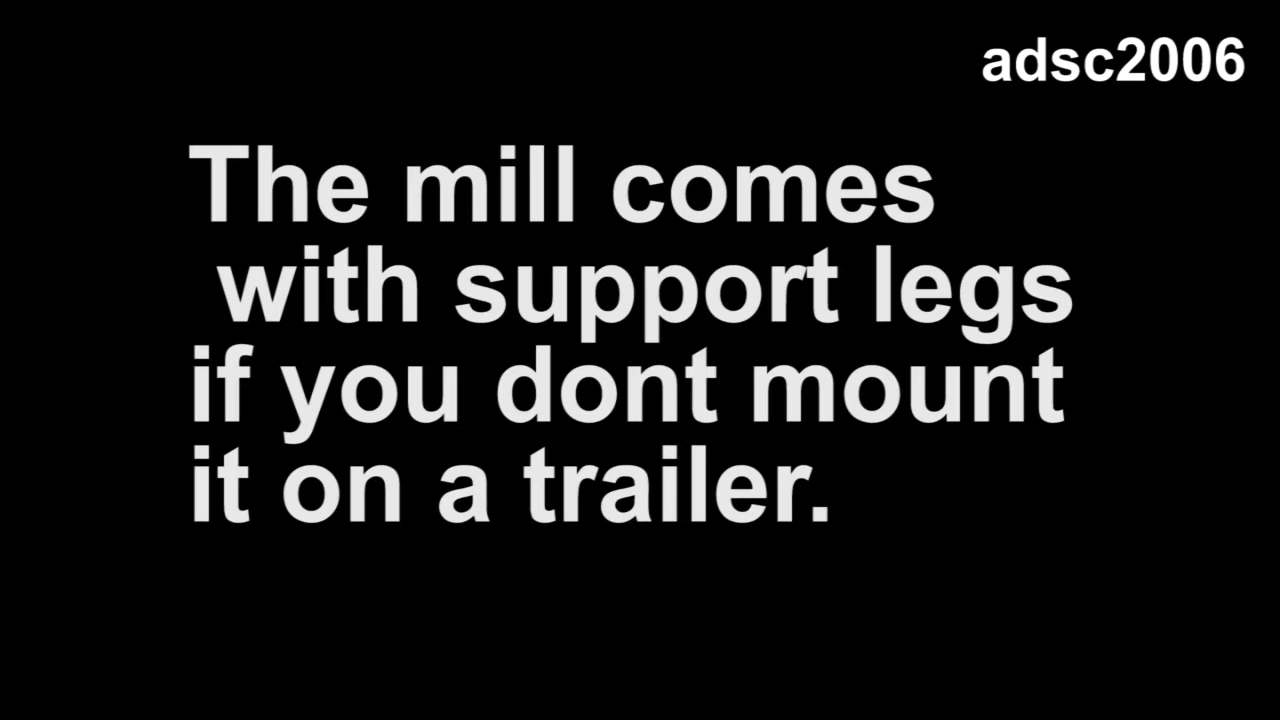 adsc2006
The mill comes
with support legs
if you dont mount
it on a trailer.